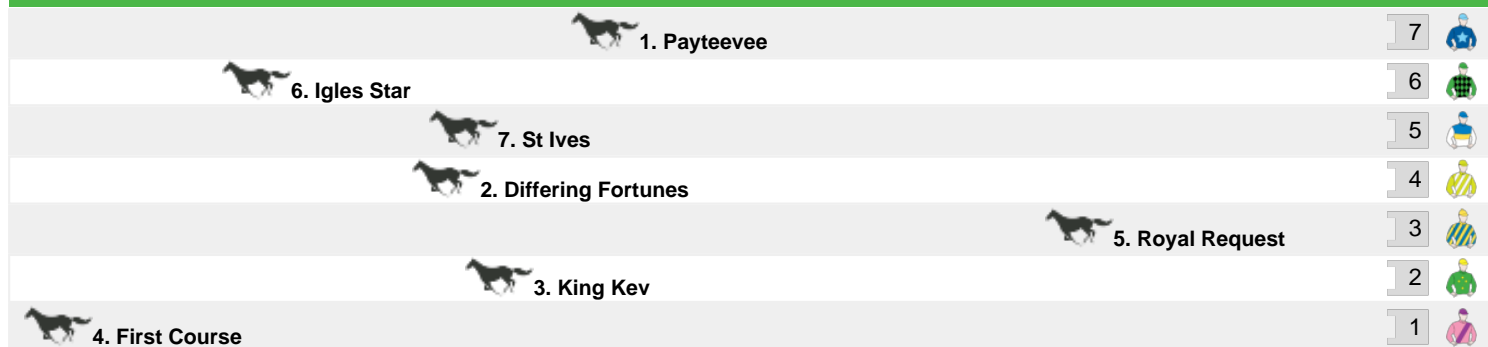 1. Payteevee 7
6. Igles Star 6
7. St Ives 5
2. Differing Fortunes 4
5. Royal Request 3
3. King Kev 2
4. First Course 1